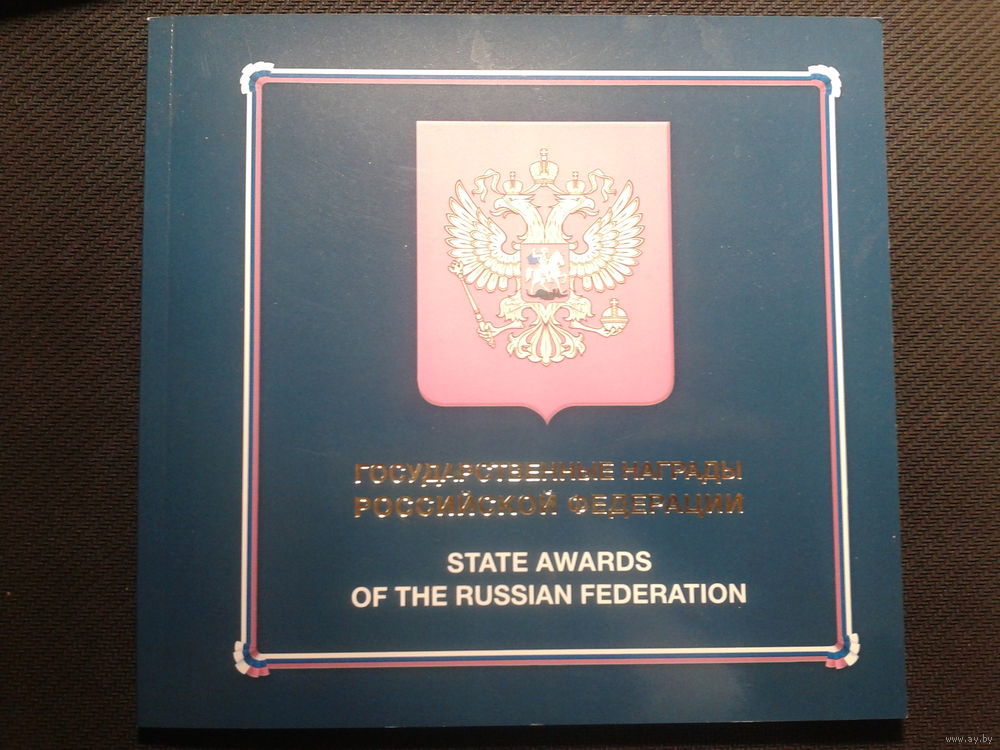 ГОСУДАРСТВЕННЫЕ НАГРАДЫ
РОССИЙСКОЙ ФЕДЕРАЦИИ
STATE AWARDS
OF THE RUSSIAN FEDERATION
www.ay.by